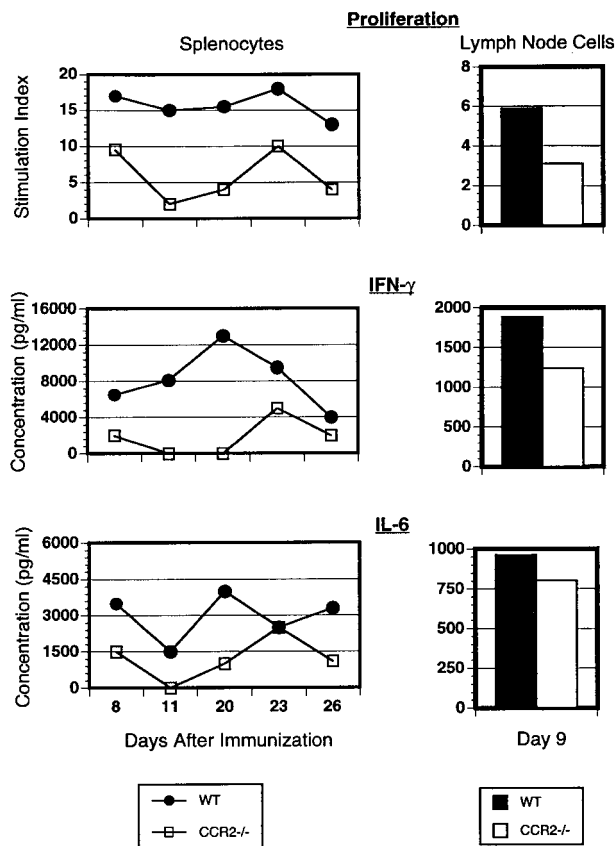 Proliferation
Splenocytes
Lymph Node Cells
Stimulation Index
20
15
10
5
0
8
6
4
2
0
IFN-γ
Concentration (pg/ml)
16000
12000
8000
4000
0
2000
1500
1000
500
0
IL-6
Concentration (pg/ml)
6000
4500
3000
1500
0
8 11 20 23 26
Days After Immunization
1000
750
500
250
0
Day 9
WT
CCR2-/-
WT
CCR2-/-